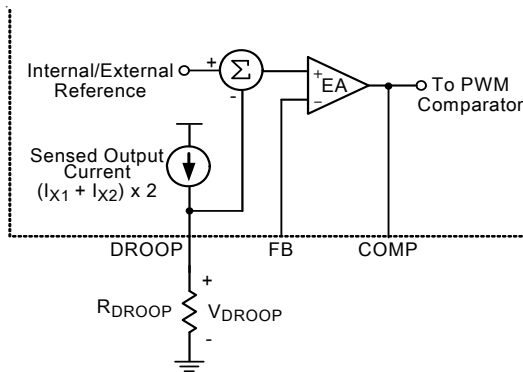 Internal/External
Reference
+
Σ
-
+
EA
−
To PWM
Comparator
Sensed Output
Current
(IX1 + IX2) x 2
DROOP
FB
COMP
+
RDROOP
VDROOP
-